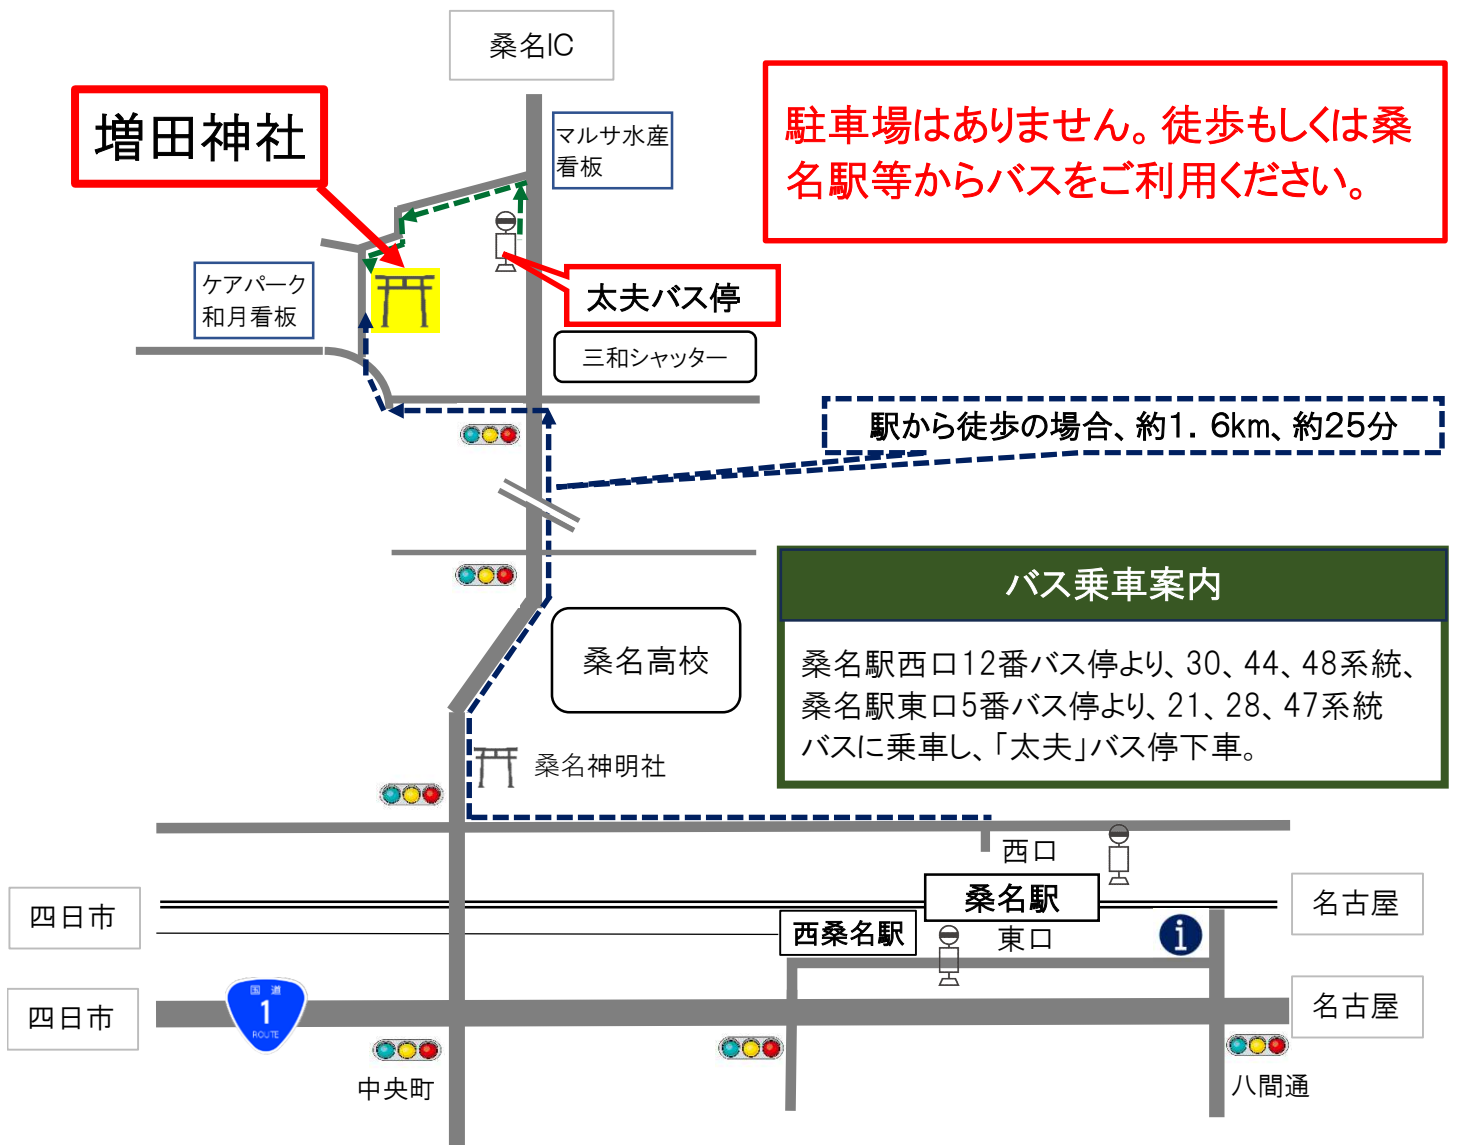 桑名IC
増田神社
マルサ水産
看板
駐車場はありません。徒歩もしくは桑
名駅等からバスをご利用ください。
ケアパーク
和月看板
太夫バス停
三和シャッター
駅から徒歩の場合、約1．6km、約25分
バス乗車案内
桑名駅西口12番バス停より、30、44、48系統、
桑名駅東口5番バス停より、21、28、47系統
バスに乗車し、「太夫」バス停下車。
桑名高校
桑名神明社
西口
四日市
桑名駅
名古屋
西桑名駅
東口
i
四日市
国道
1
ROUTE
名古屋
中央町
八間通